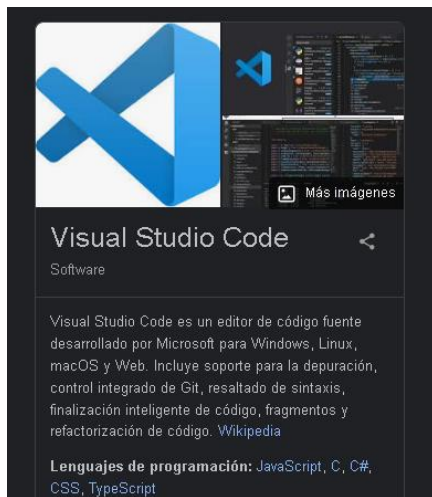 Más imágenes
Visual Studio Code
Software
Visual Studio Code es un editor de código fuente
desarrollado por Microsoft para Windows, Linux,
macOS y Web. Incluye soporte para la depuración,
control integrado de Git, resaltado de sintaxis,
finalización inteligente de código, fragmentos y
refactorización de código. Wikipedia
Lenguajes de programación: JavaScript, C, C#,
CSS, TypeScript